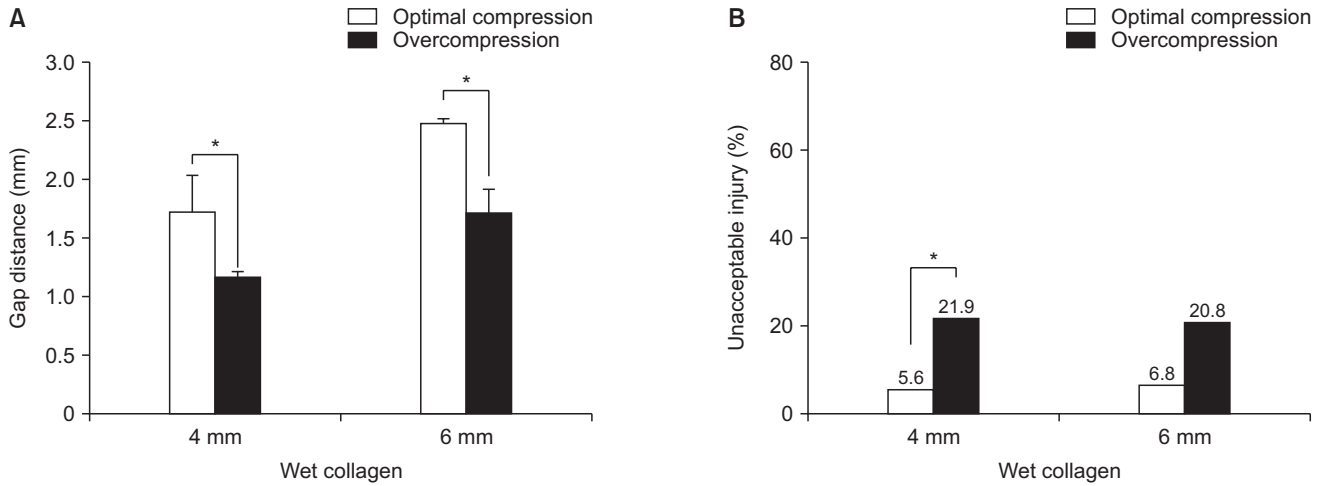 A
Optimal compression
Overcompression
3.0
2.5
2.0
1.5
1.0
0.5
0
Gap distance (mm)
*
*
4 mm
6 mm
Wet collagen
B
Optimal compression
Overcompression
80
60
40
20
0
Unacceptable injury (%)
*
5.6
21.9
6.8
20.8
4 mm
6 mm
Wet collagen